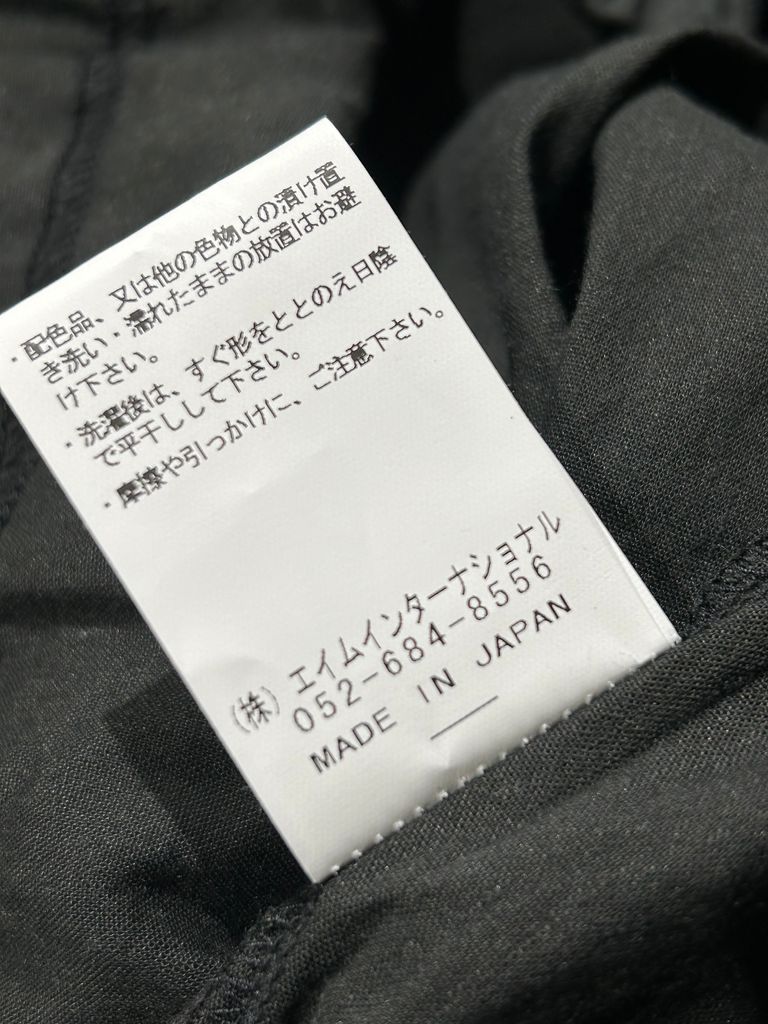 ・配色品、又は他の色物との漬け置
き洗い・濡れたままの放置はお避
け下さい。
・洗濯後は、すぐ形をととのえ日陰
で平干しして下さい。
・摩擦や引っかけに、ご注意下さい。
(株) エイムインターナショナル
052-684-8556
MADE IN JAPAN